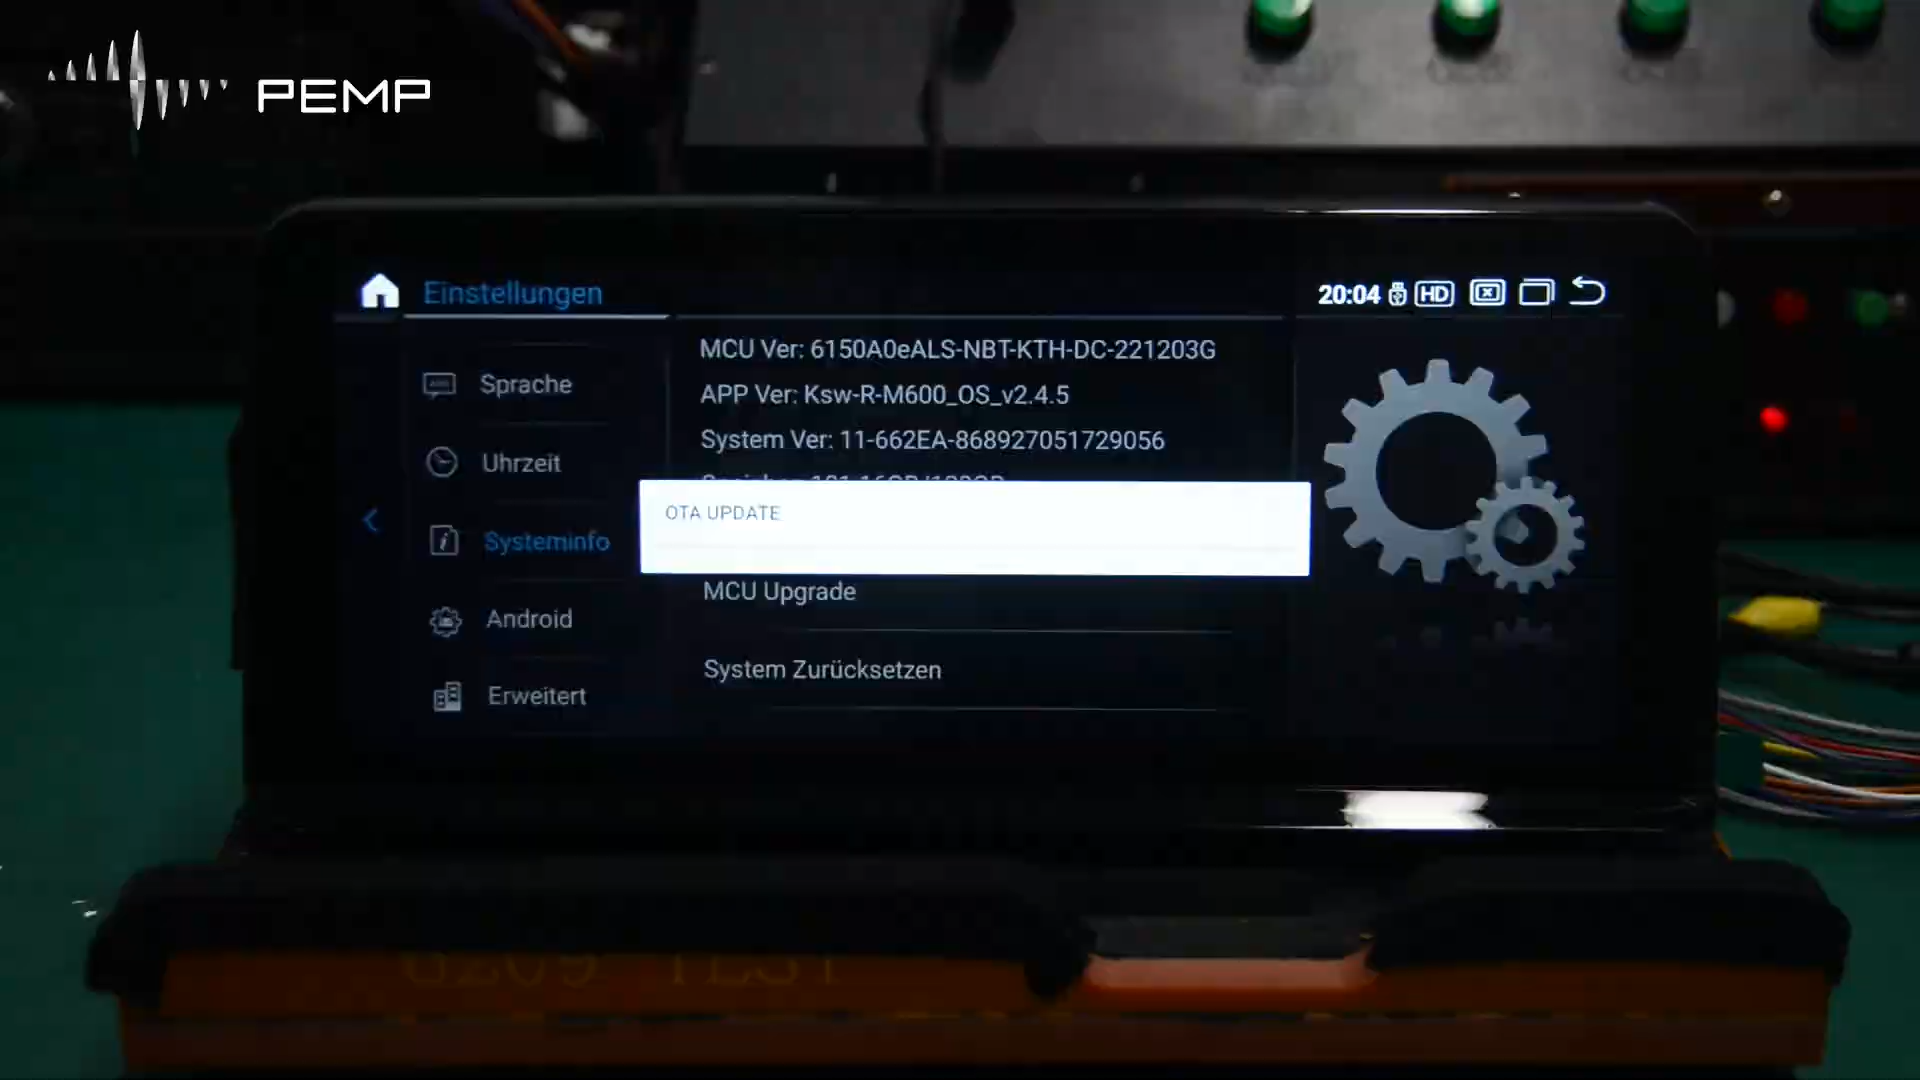 PEMP
Einstellungen
20:04 HD
MCU Ver: 6150A0eALS-NBT-KTH-DC-221203G
Sprache
APP Ver: Ksw-R-M600_OS_v2.4.5
System Ver: 11-662EA-868927051729056
Uhrzeit
OTA UPDATE
Systeminfo
MCU Upgrade
Android
System Zurücksetzen
Erweitert